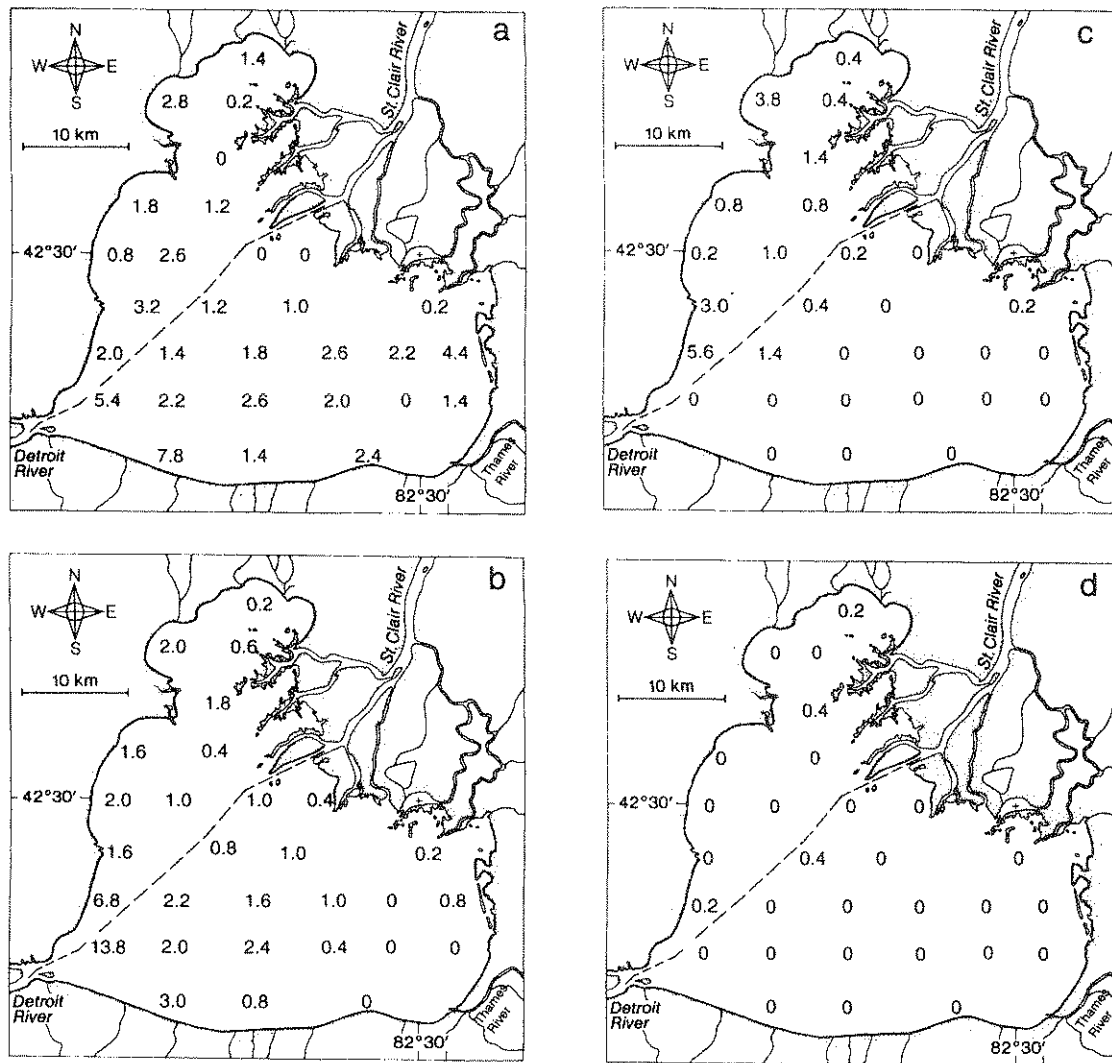 a
N
W E
S
St. Clair River
1.4
2.8 0.2
10 km
0
1.8 1.2
42°30′
0.8 2.6 0 0
3.2 1.2 1.0 0.2
2.0 1.4 1.8 2.6 2.2 4.4
5.4 2.2 2.6 2.0 0 1.4
7.8 1.4 2.4
Detroit
River
Thames
River
82°30′
c
N
W E
S
St. Clair River
0.4
3.8 0.4
10 km
1.4
0.8 0.8
42°30′
0.2 1.0 0.2 0
3.0 0.4 0 0.2
5.6 1.4 0 0 0 0
0 0 0 0 0 0
0 0 0
Detroit
River
Thames
River
82°30′
b
N
W E
S
St. Clair River
0.2
2.0 0.6
10 km
1.8
1.6 0.4
42°30′
2.0 1.0 1.0 0.4
1.6 0.8 1.0 0.2
6.8 2.2 1.6 1.0 0 0.8
13.8 2.0 2.4 0.4 0 0
3.0 0.8 0
Detroit
River
Thames
River
82°30′
d
N
W E
S
St. Clair River
0.2
0 0
10 km
0.4
0 0
42°30′
0 0 0 0
0 0.4 0 0
0.2 0 0 0 0 0
0 0 0 0 0 0
0 0 0
Detroit
River
Thames
River
82°30′